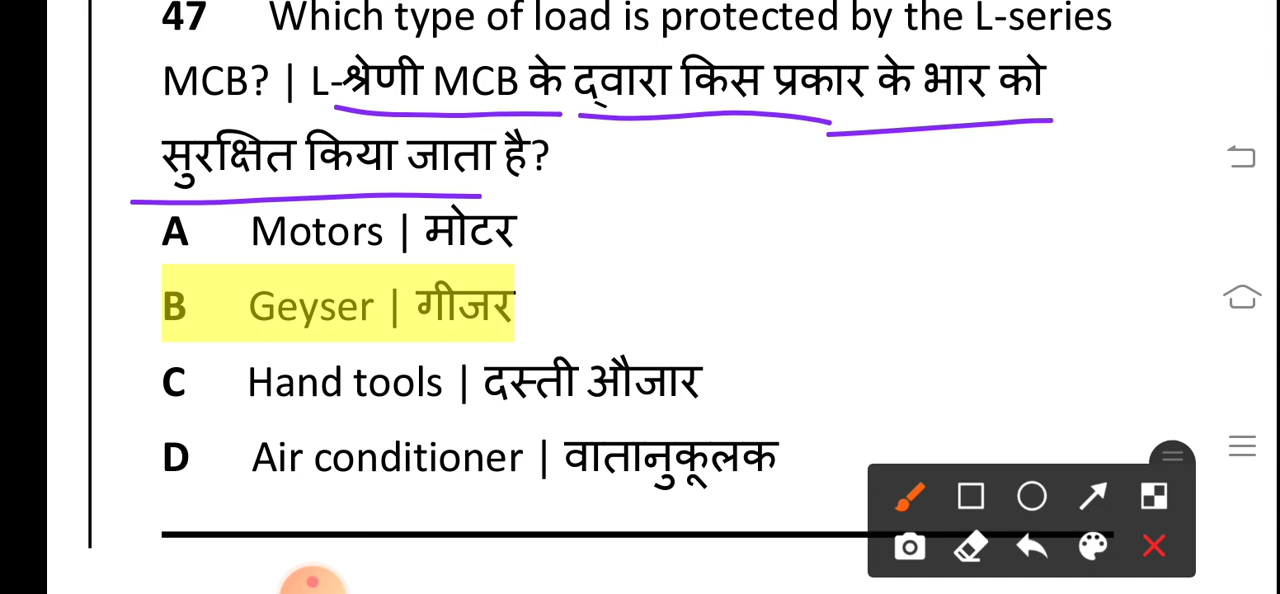 47 Which type of load is protected by the L-series
MCB? | L-श्रेणी MCB के द्वारा किस प्रकार के भार को
सुरक्षित किया जाता है?
A Motors | मोटर
B Geyser | गीजर
C Hand tools | दस्ती औजार
D Air conditioner | वातानुकूलक